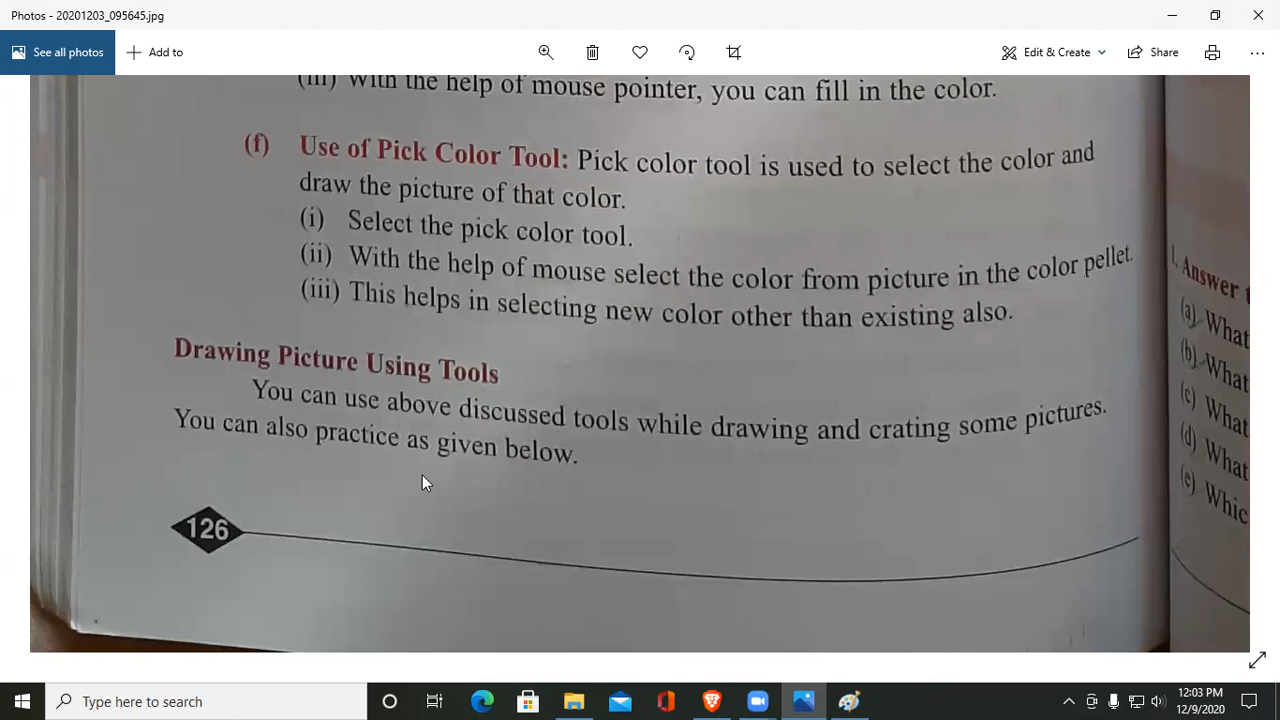 Photos - 20201203_095645.jpg
See all photos
Add to
Edit & Create
Share
(iii) With the help of mouse pointer, you can fill in the color.
(f) Use of Pick Color Tool: Pick color tool is used to select the color and
draw the picture of that color.
(i) Select the pick color tool.
(ii) With the help of mouse select the color from picture in the color pellet.
(iii) This helps in selecting new color other than existing also.
Drawing Picture Using Tools
You can use above discussed tools while drawing and crating some pictures.
You can also practice as given below.
126
1. Answer
(a) What
(b) What
(c) What
(d) What
(e) Whic
Type here to search
12:03 PM
12/9/2020